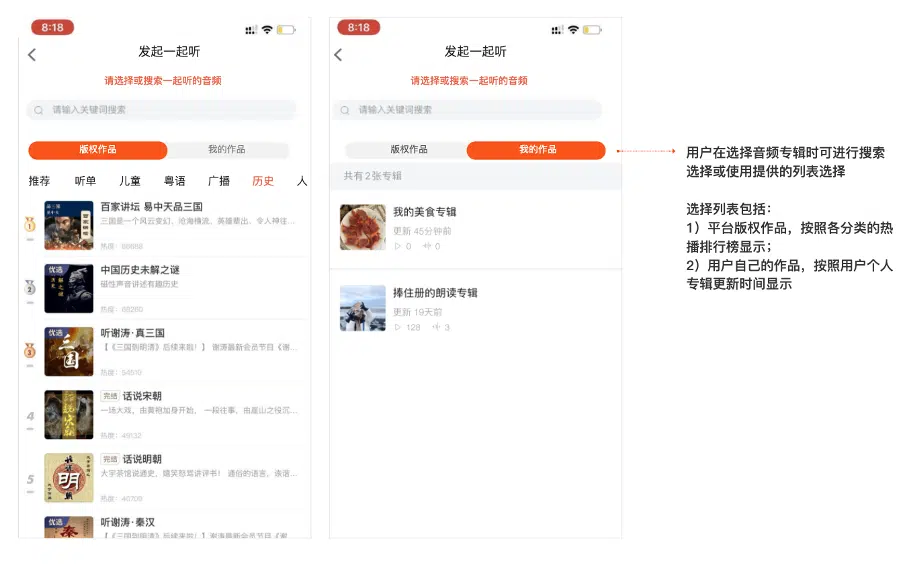 8:18
发起一起听
请选择或搜索一起听的音频
请输入关键词搜索
版权作品
我的作品
推荐 听单 儿童 粤语 广播 历史 人
1
百家讲坛 易中天品三国
三国是一个风云变幻、沧海横流、英雄辈出、令人神往...
热度: 88668
2
优选
中国历史未解之谜
磁性声音讲述有趣历史
热度: 68266
3
优选
三国
听谢涛·真三国
【《三国到明清》后续来啦！】 谢涛最新会员节目《谢...
热度: 54519
4
完结 话说宋朝
一场大戏，由黄袍加身开始， 一段往事，由崖山之役沉...
热度: 49132
5
明
完结 话说明朝
大宇茶馆说通史，嬉笑怒骂讲评书！ 通俗的语言，诙谐...
热度: 46708
优选
秦
听谢涛·秦汉
【《三国到明清》后续来啦！】谢涛最新会员节目《谢...
8:18
发起一起听
请选择或搜索一起听的音频
请输入关键词搜索
版权作品
我的作品
共有2张专辑
我的美食专辑
更新 45分钟前
0 0
捧住册的朗读专辑
更新 19天前
128 3
用户在选择音频专辑时可进行搜索
选择或使用提供的列表选择
选择列表包括：
1）平台版权作品，按照各分类的热
播排行榜显示；
2）用户自己的作品，按照用户个人
专辑更新时间显示